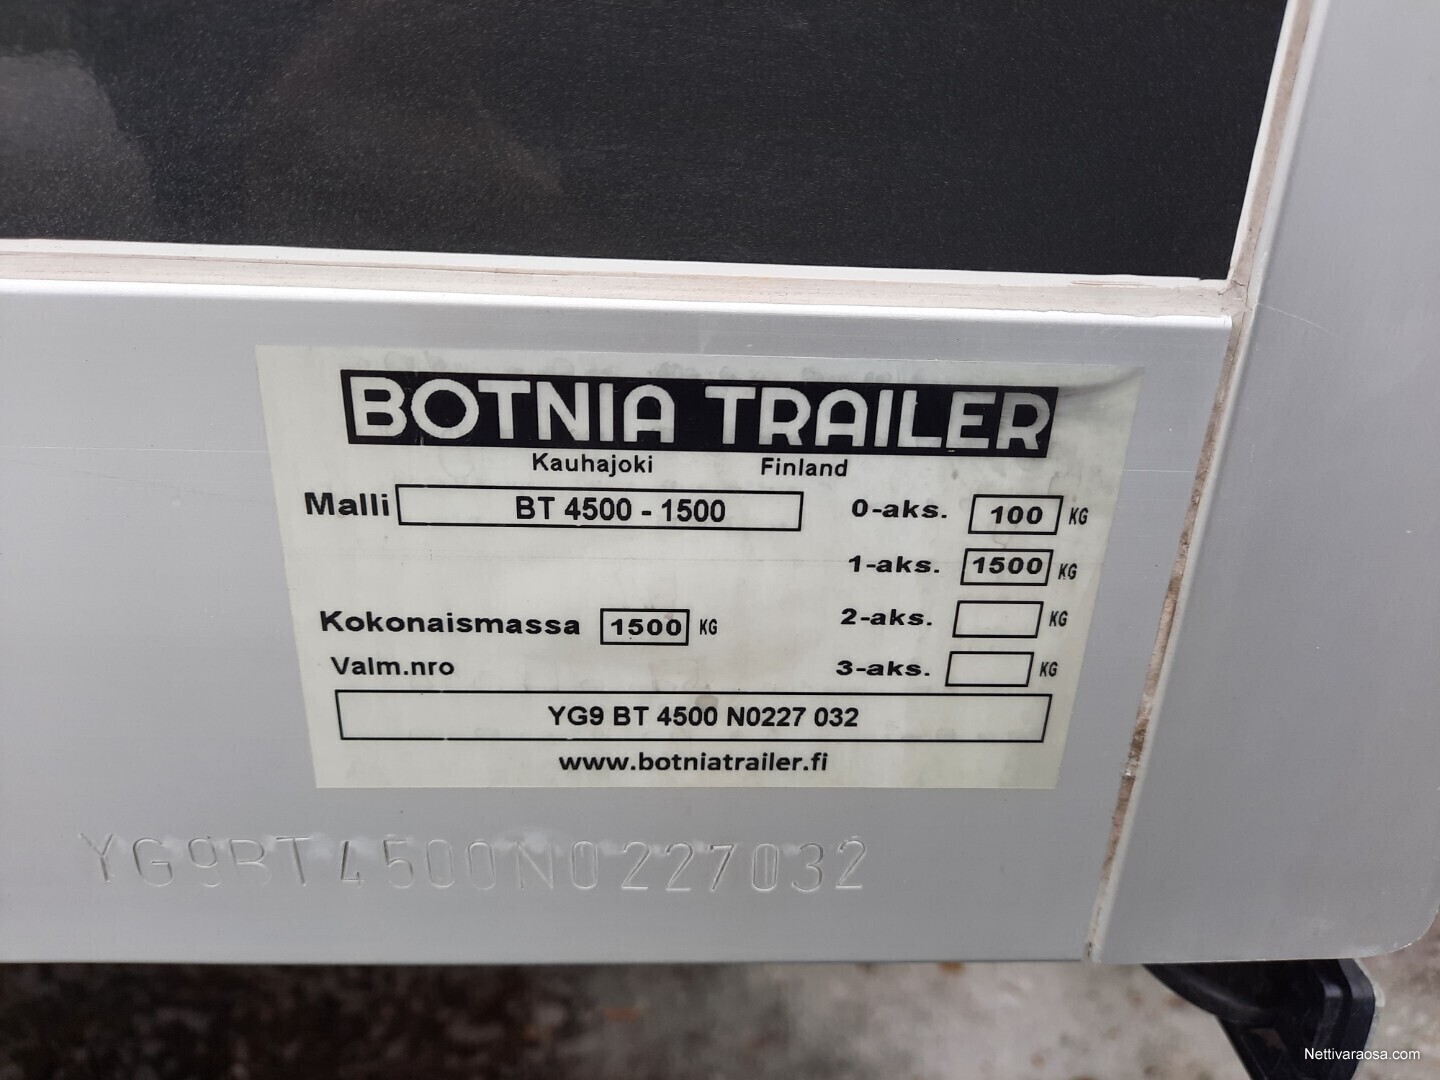 BOTNIA TRAILER
Kauhajoki Finland
Malli BT 4500 - 1500 0-aks. 100 KG
1-aks. 1500 KG
Kokonaismassa 1500 KG 2-aks. KG
Valm.nro 3-aks. KG
YG9 BT 4500 N0227 032
www.botniatrailer.fi
YG9BT4500N0227032
Nettivaraosa.com